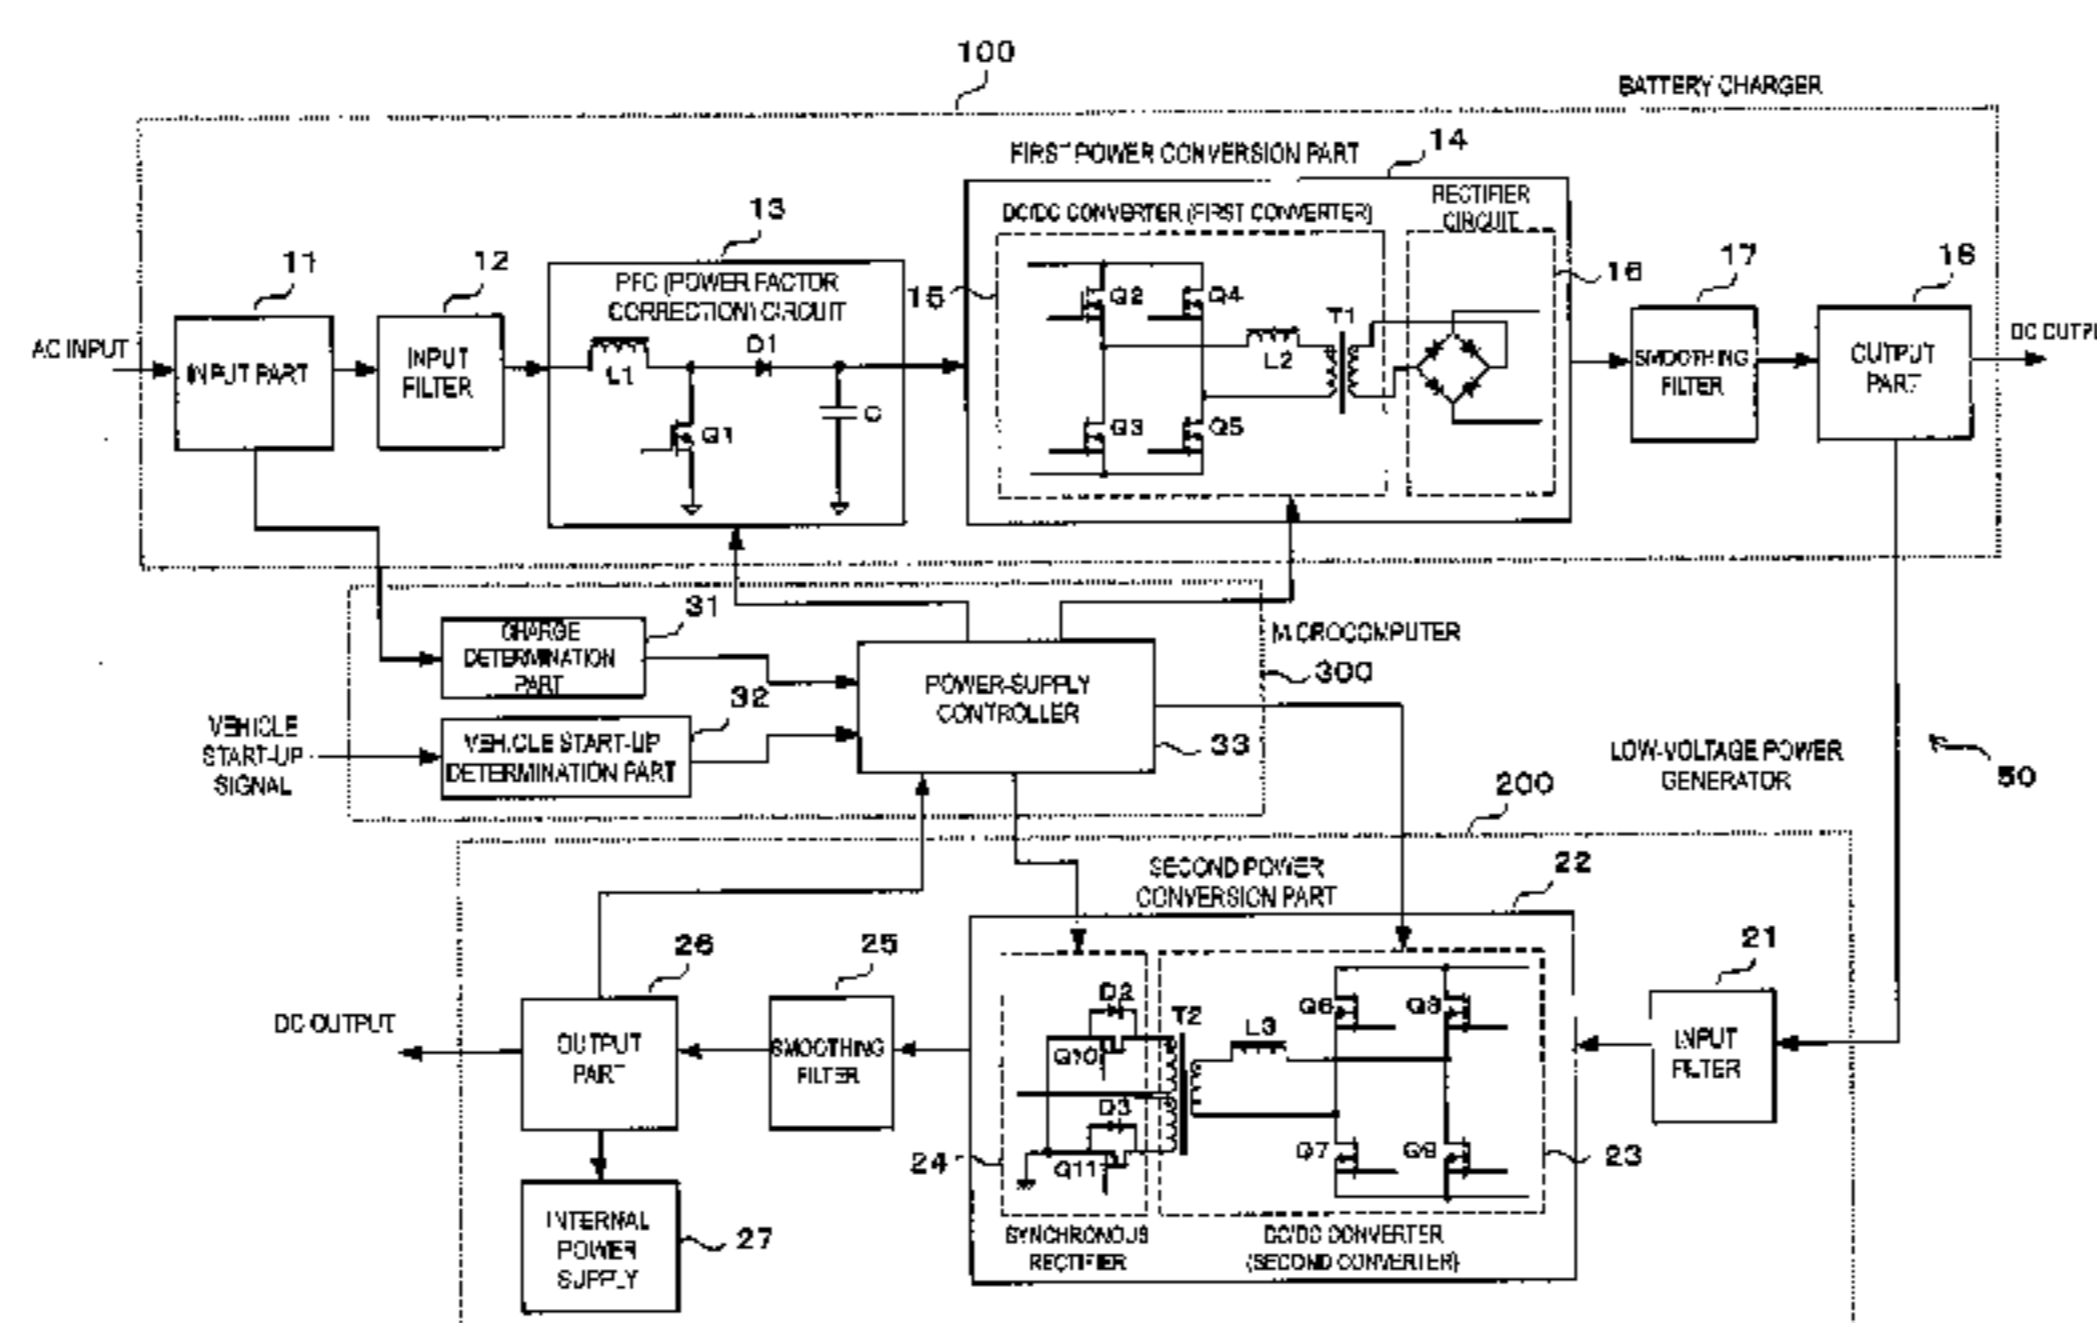 100
BATTERY CHARGER
FIRST POWER CONVERSION PART
14
13
DC/DC CONVERTER (FIRST CONVERTER)
RECTIFIER
CIRCUIT
11
12
PFC (POWER FACTOR
CORRECTION) CIRCUIT
15
Q2
Q4
16
17
18
AC INPUT
INPUT PART
INPUT
FILTER
L1
D1
C
Q1
L2
T1
Q3
Q5
SMOOTHING
FILTER
OUTPUT
PART
DC OUTP
31
CHARGE
DETERMINATION
PART
MICROCOMPUTER
300
POWER-SUPPLY
CONTROLLER
33
32
VEHICLE
START-UP
SIGNAL
VEHICLE START-UP
DETERMINATION PART
LOW-VOLTAGE POWER
GENERATOR
50
200
SECOND POWER
CONVERSION PART
22
26
25
21
DC OUTPUT
OUTPUT
PART
SMOOTHING
FILTER
D2
Q10
T2
L3
Q6
Q8
D3
Q11
Q7
Q9
INPUT
FILTER
24
23
INTERNAL
POWER
SUPPLY
27
SYNCHRONOUS
RECTIFIER
DC/DC CONVERTER
(SECOND CONVERTER)